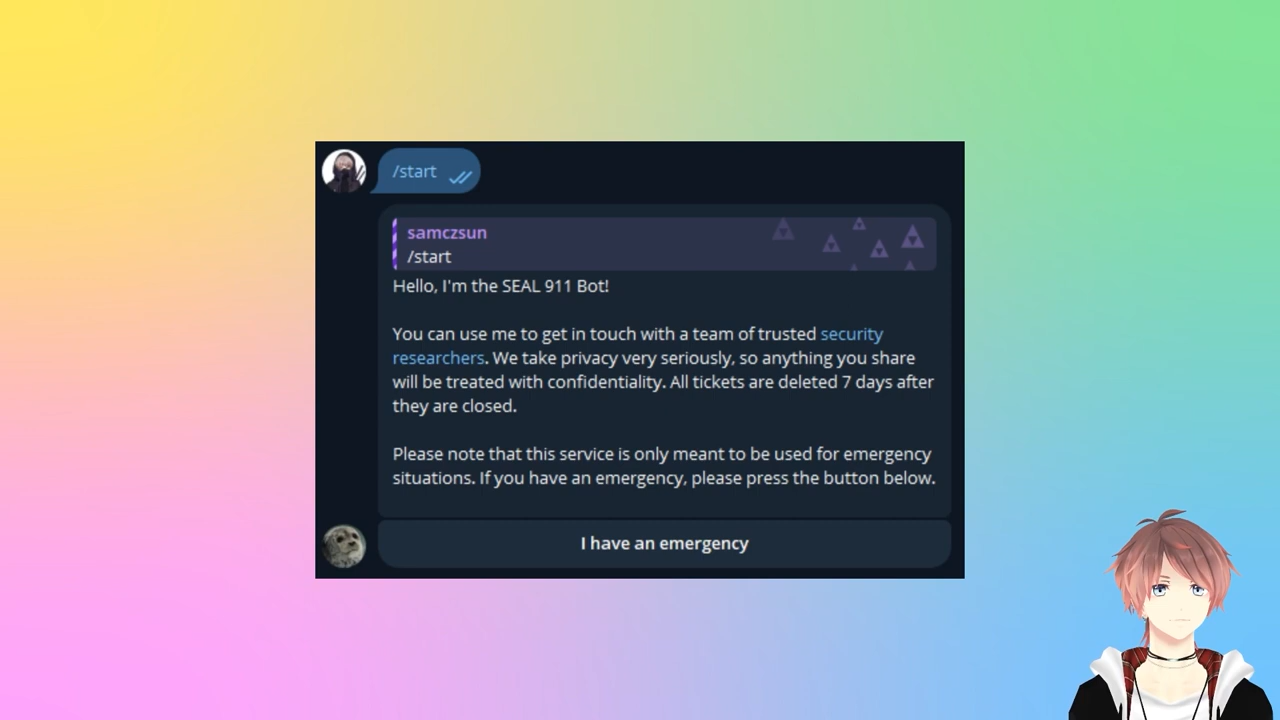 /start
samczsun
/start
Hello, I'm the SEAL 911 Bot!
You can use me to get in touch with a team of trusted security
researchers. We take privacy very seriously, so anything you share
will be treated with confidentiality. All tickets are deleted 7 days after
they are closed.
Please note that this service is only meant to be used for emergency
situations. If you have an emergency, please press the button below.
I have an emergency